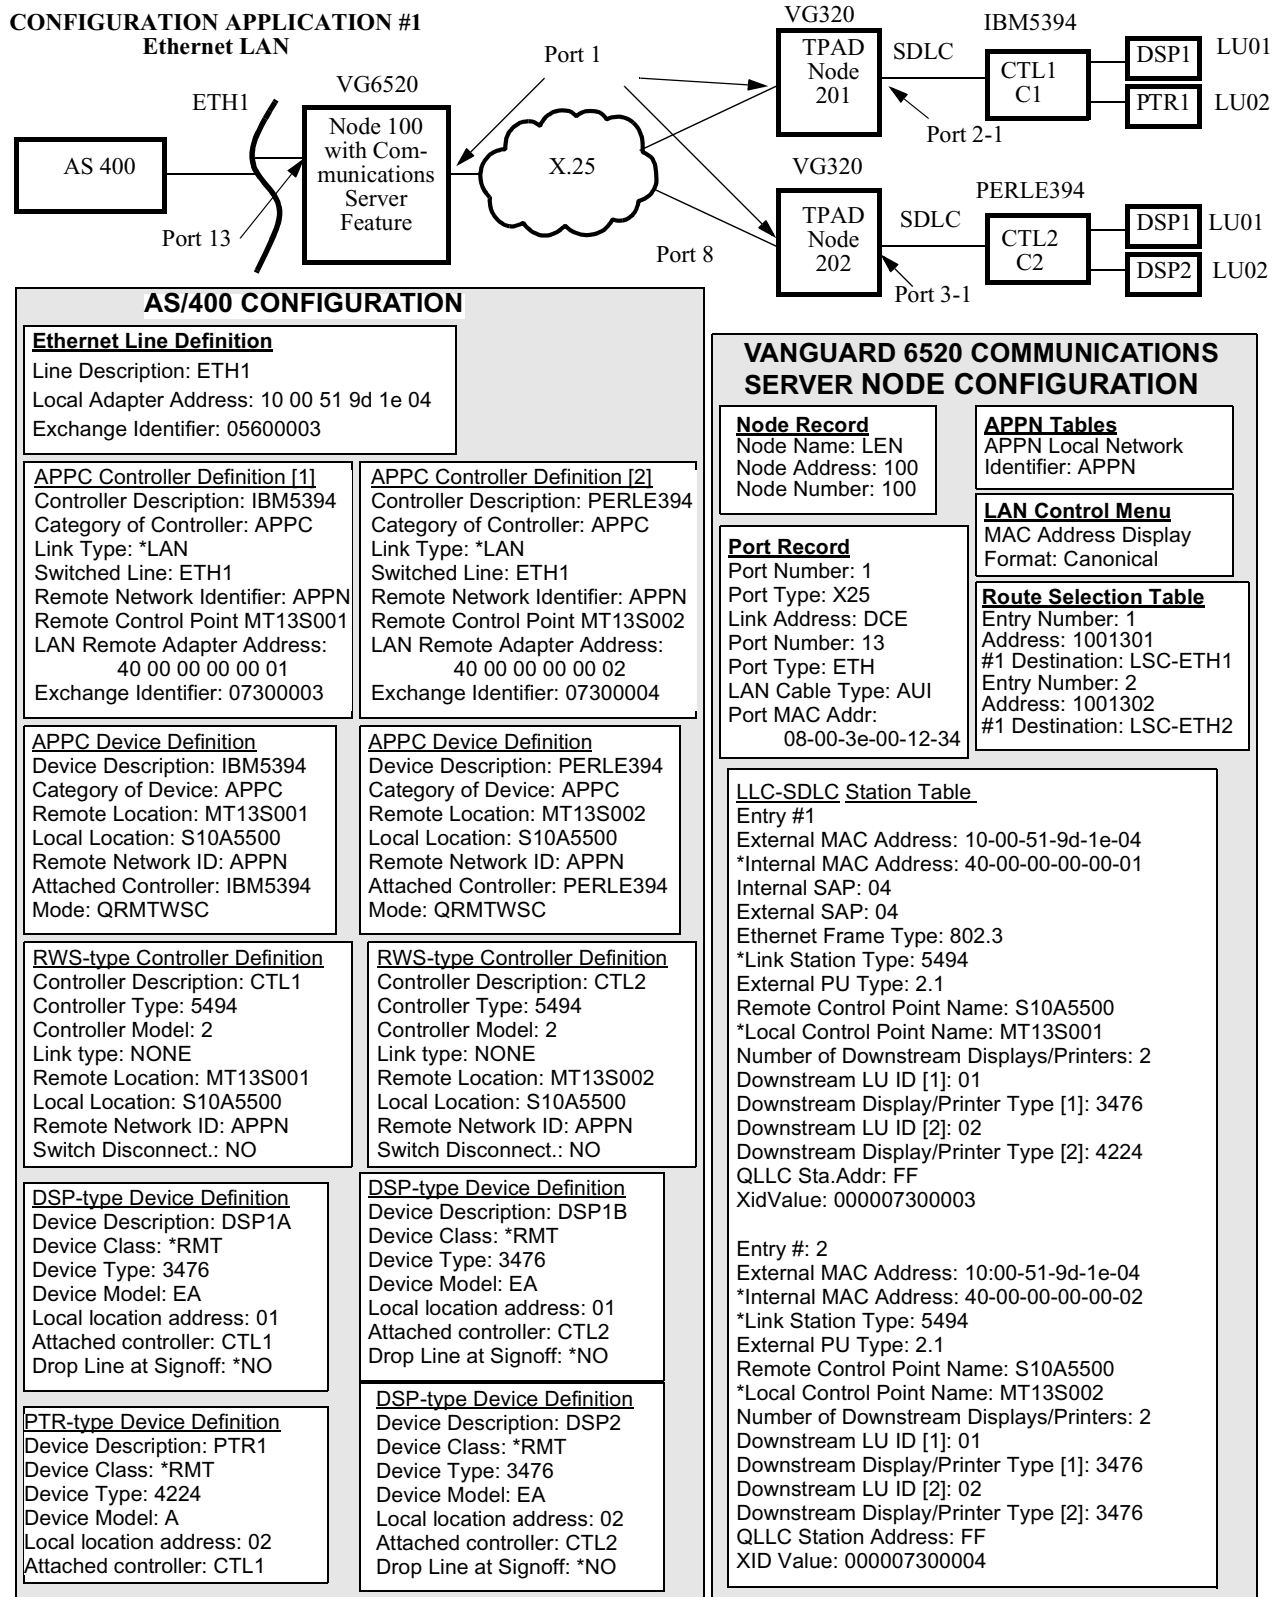 CONFIGURATION APPLICATION #1
Ethernet LAN
ETH1
VG6520
Port 1
VG320
IBM5394
AS 400
Node 100
with Com-
munications
Server
Feature
X.25
TPAD
Node
201
SDLC
CTL1
C1
DSP1
LU01
PTR1
LU02
Port 2-1
Port 13
Port 8
VG320
TPAD
Node
202
SDLC
PERLE394
CTL2
C2
DSP1
LU01
DSP2
LU02
Port 3-1
AS/400 CONFIGURATION
Ethernet Line Definition
Line Description: ETH1
Local Adapter Address: 10 00 51 9d 1e 04
Exchange Identifier: 05600003
APPC Controller Definition [1]
Controller Description: IBM5394
Category of Controller: APPC
Link Type: *LAN
Switched Line: ETH1
Remote Network Identifier: APPN
Remote Control Point MT13S001
LAN Remote Adapter Address:
40 00 00 00 00 01
Exchange Identifier: 07300003
APPC Controller Definition [2]
Controller Description: PERLE394
Category of Controller: APPC
Link Type: *LAN
Switched Line: ETH1
Remote Network Identifier: APPN
Remote Control Point MT13S002
LAN Remote Adapter Address:
40 00 00 00 00 02
Exchange Identifier: 07300004
APPC Device Definition
Device Description: IBM5394
Category of Device: APPC
Remote Location: MT13S001
Local Location: S10A5500
Remote Network ID: APPN
Attached Controller: IBM5394
Mode: QRMTWSC
APPC Device Definition
Device Description: PERLE394
Category of Device: APPC
Remote Location: MT13S002
Local Location: S10A5500
Remote Network ID: APPN
Attached Controller: PERLE394
Mode: QRMTWSC
RWS-type Controller Definition
Controller Description: CTL1
Controller Type: 5494
Controller Model: 2
Link type: NONE
Remote Location: MT13S001
Local Location: S10A5500
Remote Network ID: APPN
Switch Disconnect.: NO
RWS-type Controller Definition
Controller Description: CTL2
Controller Type: 5494
Controller Model: 2
Link type: NONE
Remote Location: MT13S002
Local Location: S10A5500
Remote Network ID: APPN
Switch Disconnect.: NO
DSP-type Device Definition
Device Description: DSP1A
Device Class: *RMT
Device Type: 3476
Device Model: EA
Local location address: 01
Attached controller: CTL1
Drop Line at Signoff: *NO
DSP-type Device Definition
Device Description: DSP1B
Device Class: *RMT
Device Type: 3476
Device Model: EA
Local location address: 01
Attached controller: CTL2
Drop Line at Signoff: *NO
PTR-type Device Definition
Device Description: PTR1
Device Class: *RMT
Device Type: 4224
Device Model: A
Local location address: 02
Attached controller: CTL1
DSP-type Device Definition
Device Description: DSP2
Device Class: *RMT
Device Type: 3476
Device Model: EA
Local location address: 02
Attached controller: CTL2
Drop Line at Signoff: *NO
VANGUARD 6520 COMMUNICATIONS
SERVER NODE CONFIGURATION
Node Record
Node Name: LEN
Node Address: 100
Node Number: 100
APPN Tables
APPN Local Network
Identifier: APPN
LAN Control Menu
MAC Address Display
Format: Canonical
Port Record
Port Number: 1
Port Type: X25
Link Address: DCE
Port Number: 13
Port Type: ETH
LAN Cable Type: AUI
Port MAC Addr:
08-00-3e-00-12-34
Route Selection Table
Entry Number: 1
Address: 1001301
#1 Destination: LSC-ETH1
Entry Number: 2
Address: 1001302
#1 Destination: LSC-ETH2
LLC-SDLC Station Table
Entry #1
External MAC Address: 10-00-51-9d-1e-04
*Internal MAC Address: 40-00-00-00-00-01
Internal SAP: 04
External SAP: 04
Ethernet Frame Type: 802.3
*Link Station Type: 5494
External PU Type: 2.1
Remote Control Point Name: S10A5500
*Local Control Point Name: MT13S001
Number of Downstream Displays/Printers: 2
Downstream LU ID [1]: 01
Downstream Display/Printer Type [1]: 3476
Downstream LU ID [2]: 02
Downstream Display/Printer Type [2]: 4224
QLLC Sta.Addr: FF
XidValue: 000007300003
Entry #: 2
External MAC Address: 10:00-51-9d-1e-04
*Internal MAC Address: 40-00-00-00-00-02
*Link Station Type: 5494
External PU Type: 2.1
Remote Control Point Name: S10A5500
*Local Control Point Name: MT13S002
Number of Downstream Displays/Printers: 2
Downstream LU ID [1]: 01
Downstream Display/Printer Type [1]: 3476
Downstream LU ID [2]: 02
Downstream Display/Printer Type [2]: 3476
QLLC Station Address: FF
XID Value: 000007300004